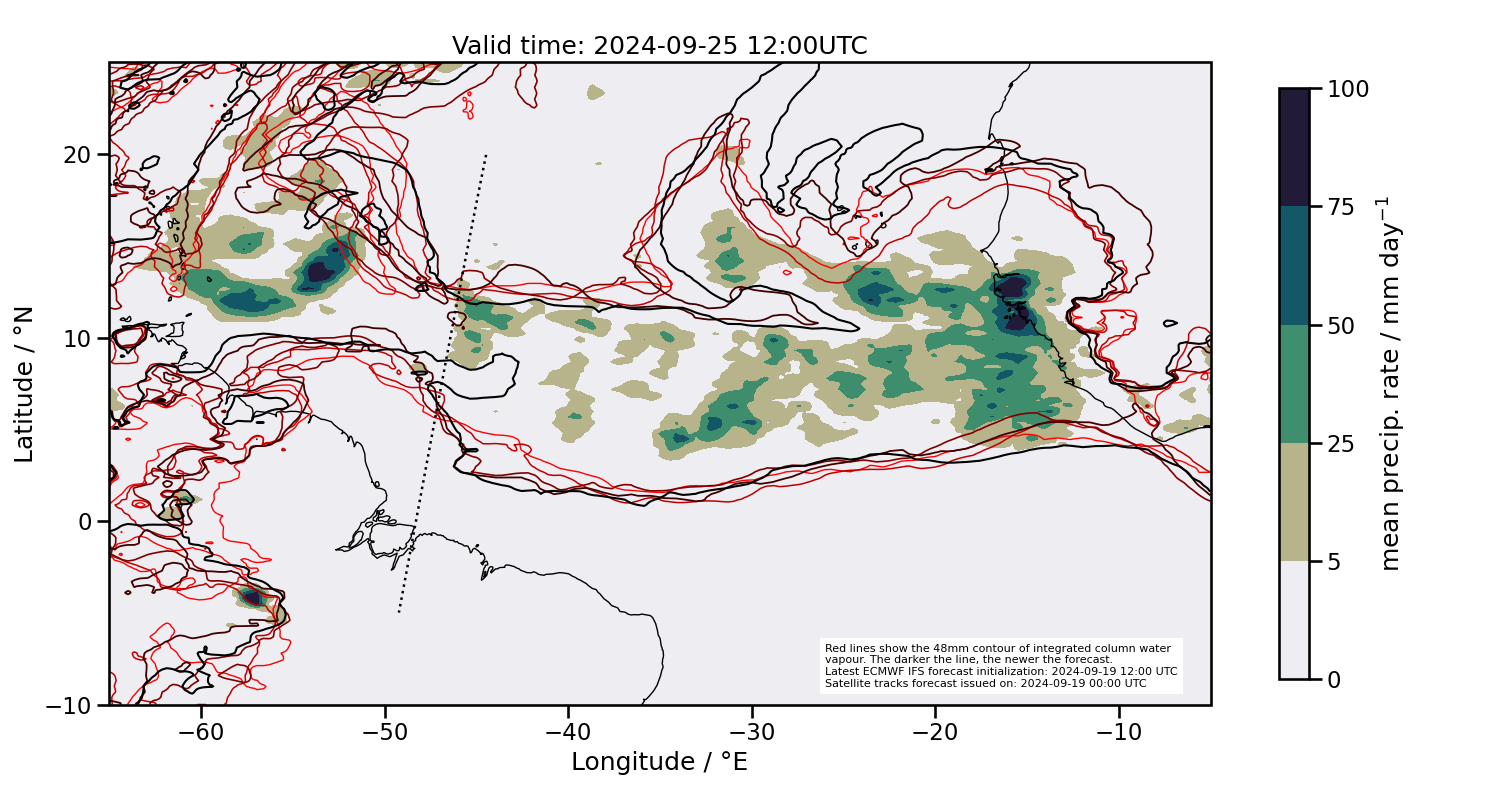 Valid time: 2024-09-25 12:00UTC
20
10
0
−10
Latitude / °N
−60
−50
−40
−30
−20
−10
Longitude / °E
100
75
50
25
5
0
mean precip. rate / mm day⁻¹
Red lines show the 48mm contour of integrated column water
vapour. The darker the line, the newer the forecast.
Latest ECMWF IFS forecast initialization: 2024-09-19 12:00 UTC
Satellite tracks forecast issued on: 2024-09-19 00:00 UTC